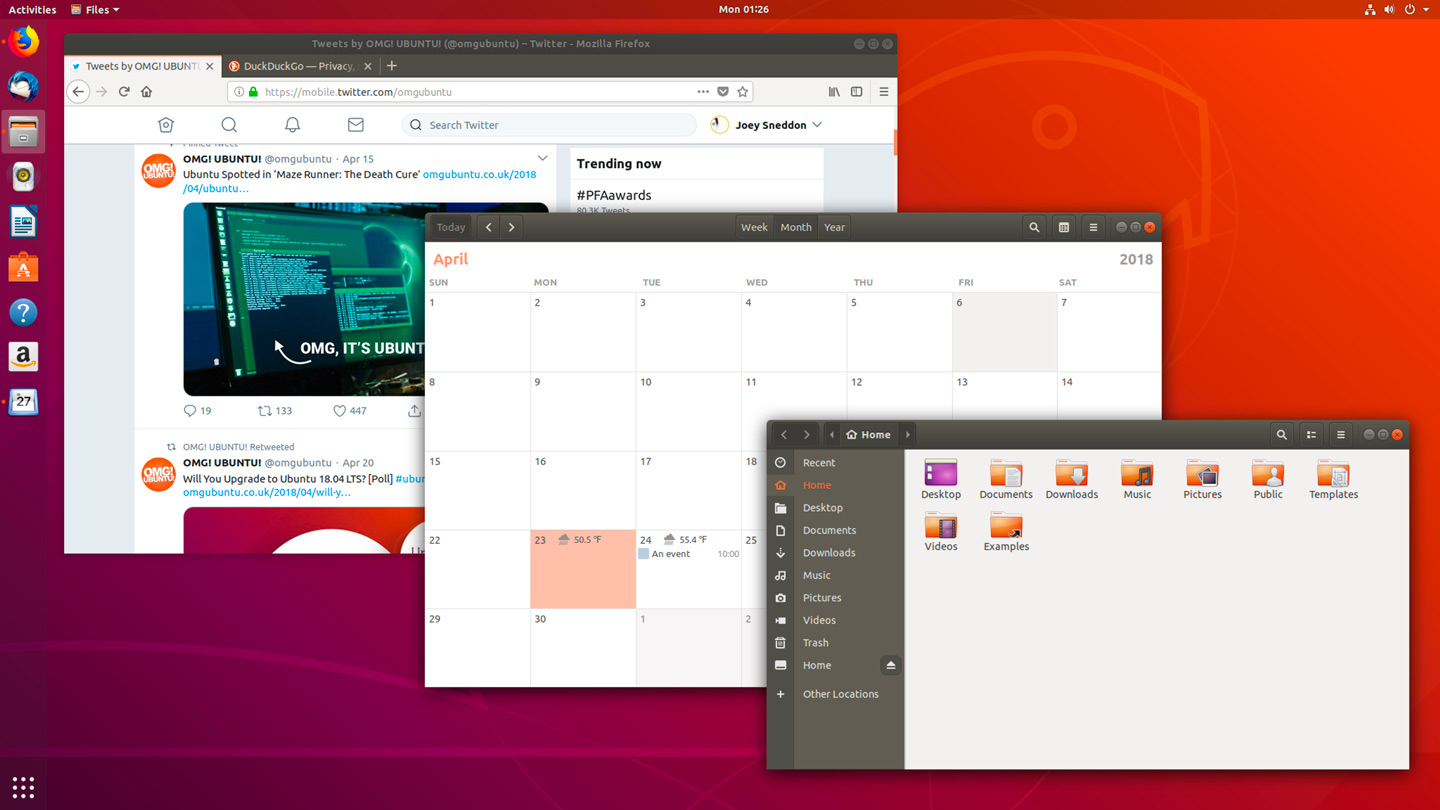 Activities
Files
Mon 01:26
Tweets by OMG! UBUNTU! (@omgubuntu) – Twitter - Mozilla Firefox
Tweets by OMG! UBUNTU
DuckDuckGo — Privacy,
https://mobile.twitter.com/omgubuntu
Search Twitter
Joey Sneddon
Pinned Tweet
OMG! UBUNTU!
OMG! UBUNTU! @omgubuntu · Apr 15
Ubuntu Spotted in ‘Maze Runner: The Death Cure’ omgubuntu.co.uk/2018
/04/ubuntu…
OMG, IT’S UBUNT
19
133
447
OMG! UBUNTU! Retweeted
OMG! UBUNTU!
OMG! UBUNTU! @omgubuntu · Apr 20
Will You Upgrade to Ubuntu 18.04 LTS? [Poll] #ubu
omgubuntu.co.uk/2018/04/will-y…
Trending now
#PFAawards
80.3K Tweets
Today
Week
Month
Year
April
2018
SUN MON TUE WED THU FRI SAT
1 2 3 4 5 6 7
8 9 10 11 12 13 14
15 16 17 18
22 23 50.5 °F 24 55.4 °F 25
An event 10:00
29 30 1 2
Home
Recent
Home
Desktop
Documents
Downloads
Music
Pictures
Videos
Trash
Home
Other Locations
Desktop Documents Downloads Music Pictures Public Templates
Videos Examples
A
?
a
27